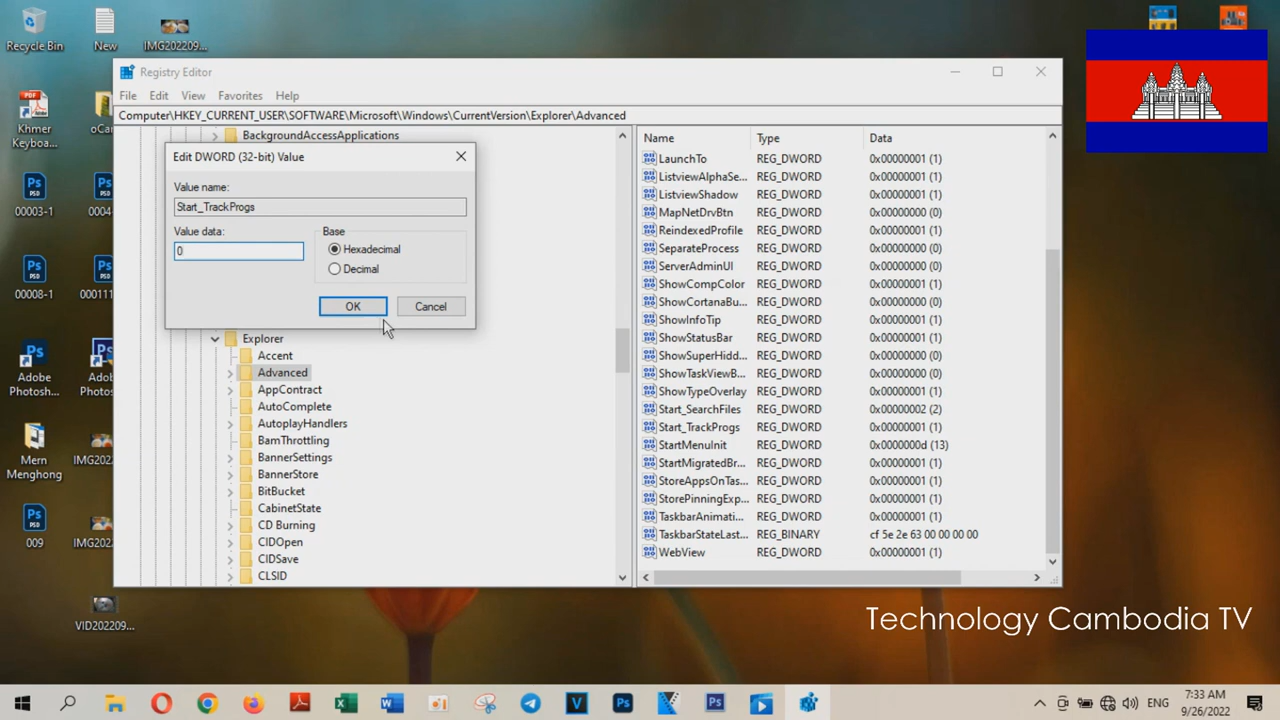 Recycle Bin
New
IMG202209...
Khmer
Keyboa...
oCa
00003-1
0004
00008-1
000111
Adobe
Photosh...
Adob
Photos
Mern
Menghong
IMG202
009
IMG202
VID202209...
Registry Editor
File Edit View Favorites Help
Computer\HKEY_CURRENT_USER\SOFTWARE\Microsoft\Windows\CurrentVersion\Explorer\Advanced
BackgroundAccessApplications
Edit DWORD (32-bit) Value
Value name:
Start_TrackProgs
Value data:
0
Base
Hexadecimal
Decimal
OK
Cancel
Explorer
Accent
Advanced
AppContract
AutoComplete
AutoplayHandlers
BamThrottling
BannerSettings
BannerStore
BitBucket
CabinetState
CD Burning
CIDOpen
CIDSave
CLSID
Name Type Data
LaunchTo REG_DWORD 0x00000001 (1)
ListviewAlphaSe... REG_DWORD 0x00000001 (1)
ListviewShadow REG_DWORD 0x00000001 (1)
MapNetDrvBtn REG_DWORD 0x00000000 (0)
ReindexedProfile REG_DWORD 0x00000001 (1)
SeparateProcess REG_DWORD 0x00000000 (0)
ServerAdminUI REG_DWORD 0x00000000 (0)
ShowCompColor REG_DWORD 0x00000001 (1)
ShowCortanaBu... REG_DWORD 0x00000000 (0)
ShowInfoTip REG_DWORD 0x00000001 (1)
ShowStatusBar REG_DWORD 0x00000001 (1)
ShowSuperHidd... REG_DWORD 0x00000000 (0)
ShowTaskViewB... REG_DWORD 0x00000000 (0)
ShowTypeOverlay REG_DWORD 0x00000001 (1)
Start_SearchFiles REG_DWORD 0x00000002 (2)
Start_TrackProgs REG_DWORD 0x00000001 (1)
StartMenuInit REG_DWORD 0x0000000d (13)
StartMigratedBr... REG_DWORD 0x00000001 (1)
StoreAppsOnTas... REG_DWORD 0x00000001 (1)
StorePinningExp... REG_DWORD 0x00000001 (1)
TaskbarAnimati... REG_DWORD 0x00000001 (1)
TaskbarStateLast... REG_BINARY cf 5e 2e 63 00 00 00 00
WebView REG_DWORD 0x00000001 (1)
Technology Cambodia TV
ENG
7:33 AM
9/26/2022